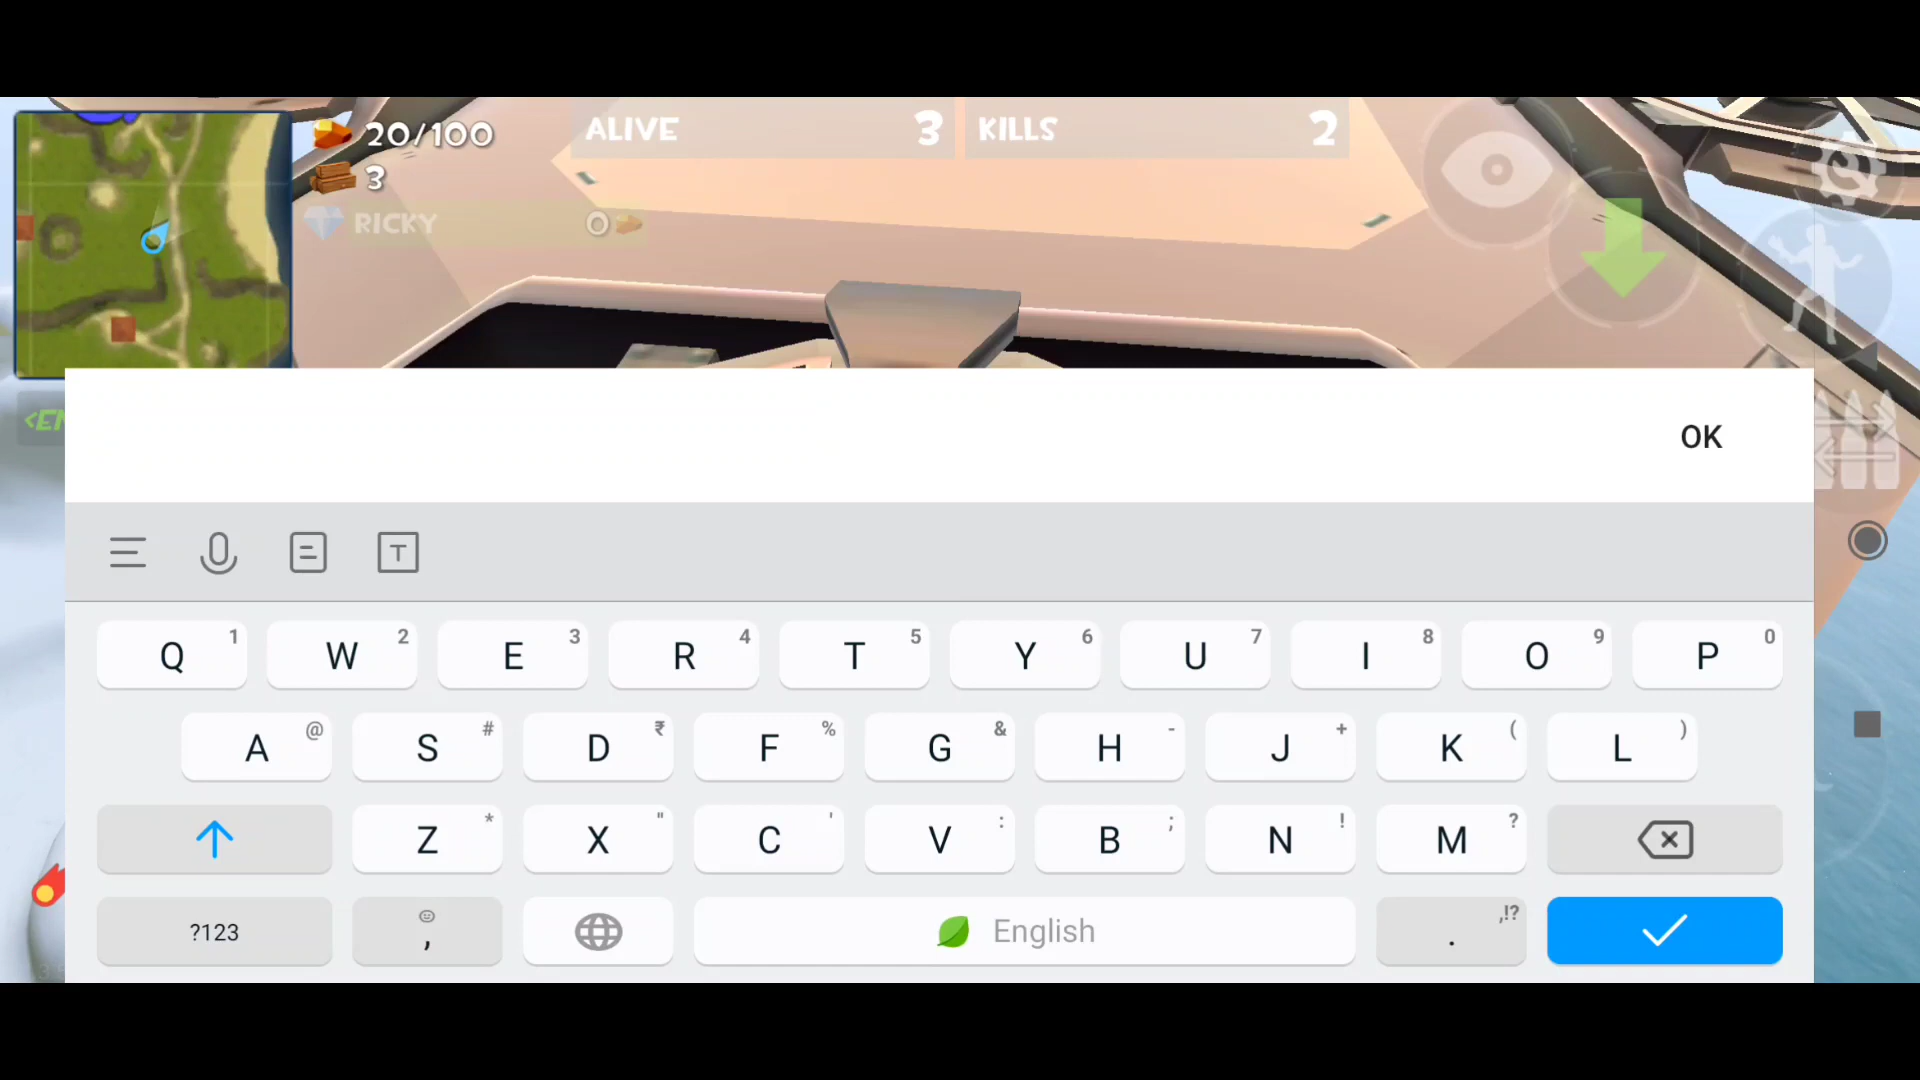 20/100
ALIVE 3
KILLS 2
3
RICKY 0
<EN
OK
T
Q 1 W 2 E 3 R 4 T 5 Y 6 U 7 I 8 O 9 P 0
A @ S # D ₹ F % G & H - J + K ( L )
Z * X " C ' V : B ; N ! M ?
?123 , English . ,!?